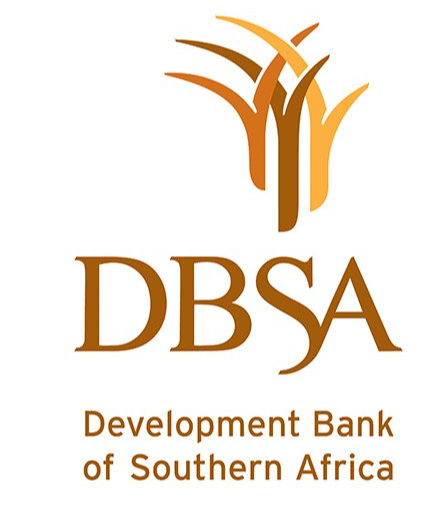 DBSA
Development Bank
of Southern Africa